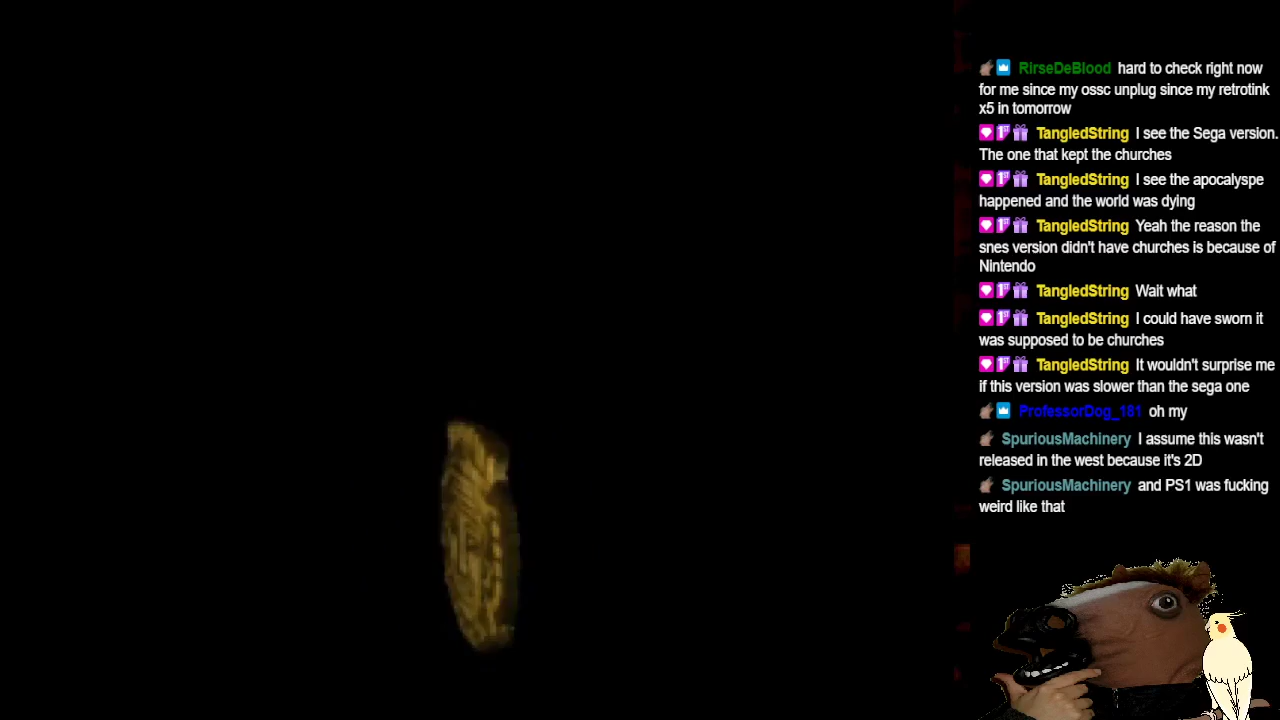 RirseDeBlood hard to check right now
for me since my ossc unplug since my retrotink
x5 in tomorrow
TangledString I see the Sega version.
The one that kept the churches
TangledString I see the apocalyspe
happened and the world was dying
TangledString Yeah the reason the
snes version didn't have churches is because of
Nintendo
TangledString Wait what
TangledString I could have sworn it
was supposed to be churches
TangledString It wouldn't surprise me
if this version was slower than the sega one
ProfessorDog_181 oh my
SpuriousMachinery I assume this wasn't
released in the west because it's 2D
SpuriousMachinery and PS1 was fucking
weird like that